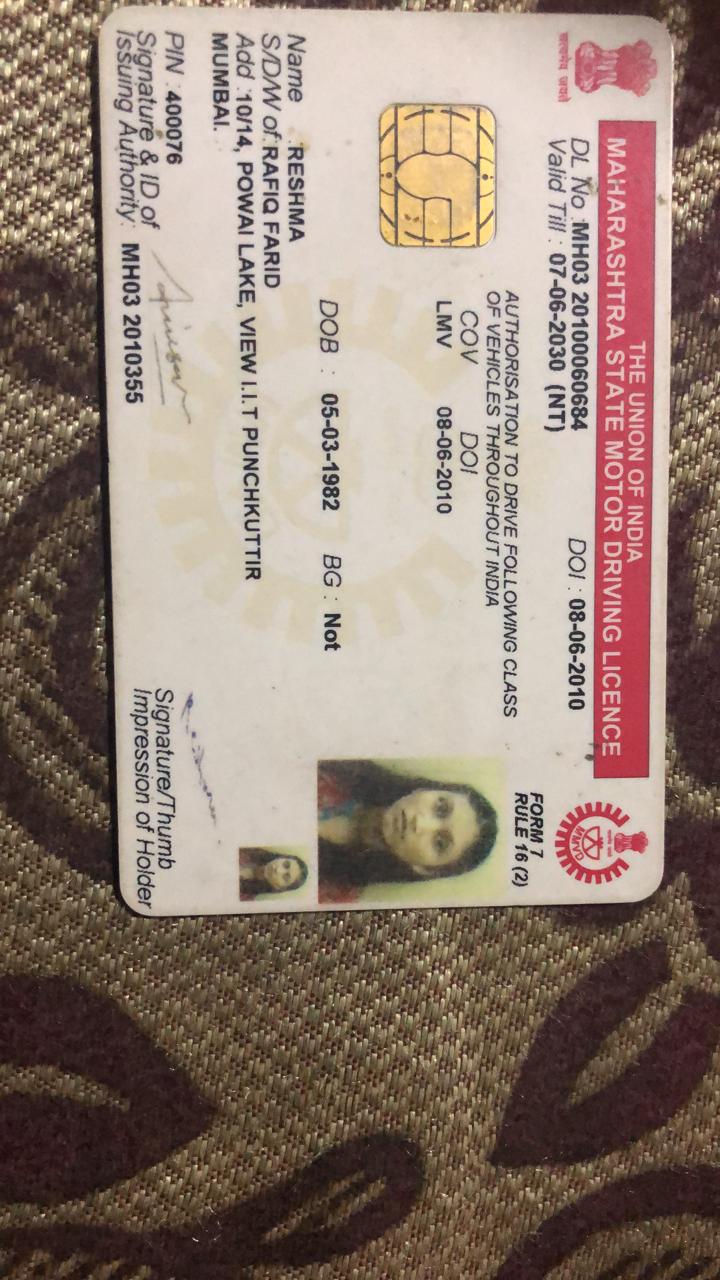 THE UNION OF INDIA
MAHARASHTRA STATE MOTOR DRIVING LICENCE
सत्यमेव जयते
DL No : MH03 20100060684 DOI : 08-06-2010
Valid Till : 07-06-2030 (NT)
FORM 7
RULE 16 (2)
AUTHORISATION TO DRIVE FOLLOWING CLASS
OF VEHICLES THROUGHOUT INDIA
COV DOI
LMV 08-06-2010
DOB : 05-03-1982 BG : Not
Name : RESHMA
S/D/W of : RAFIQ FARID
Add : 10/14, POWAI LAKE, VIEW I.I.T PUNCHKUTTIR
MUMBAI.
PIN : 400076
Signature & ID of
Issuing Authority: MH03 2010355
Signature/Thumb
Impression of Holder